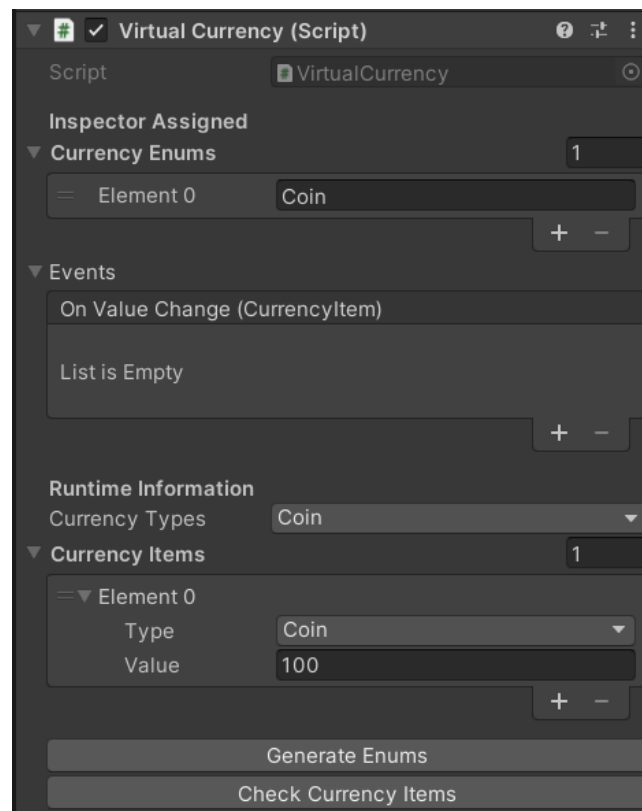 Virtual Currency (Script)
Script VirtualCurrency
Inspector Assigned
Currency Enums 1
Element 0 Coin
+ −
Events
On Value Change (CurrencyItem)
List is Empty
+ −
Runtime Information
Currency Types Coin
Currency Items 1
Element 0
Type Coin
Value 100
+ −
Generate Enums
Check Currency Items